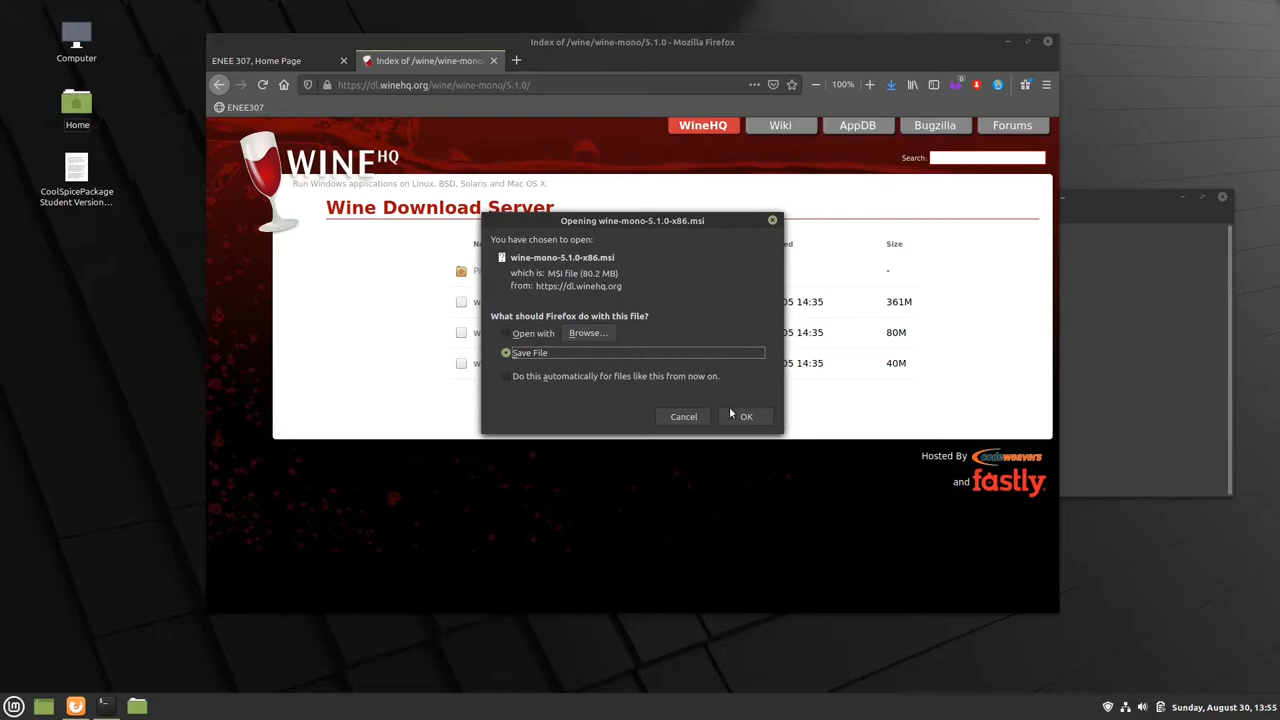 Computer
Home
CoolSpicePackage
Student Version...
Index of /wine/wine-mono/5.1.0 - Mozilla Firefox
ENEE 307, Home Page
Index of /wine/wine-mono/
https://dl.winehq.org/wine/wine-mono/5.1.0/
100%
0
ENEE307
WineHQ
Wiki
AppDB
Bugzilla
Forums
WINE HQ
Search:
Run Windows applications on Linux, BSD, Solaris and Mac OS X.
Wine Download Server
Size
-
05 14:35
361M
05 14:35
80M
05 14:35
40M
Opening wine-mono-5.1.0-x86.msi
You have chosen to open:
wine-mono-5.1.0-x86.msi
which is: MSI file (80.2 MB)
from: https://dl.winehq.org
What should Firefox do with this file?
Open with
Browse...
Save File
Do this automatically for files like this from now on.
Cancel
OK
Hosted By codeweavers
and fastly
Sunday, August 30, 13:55